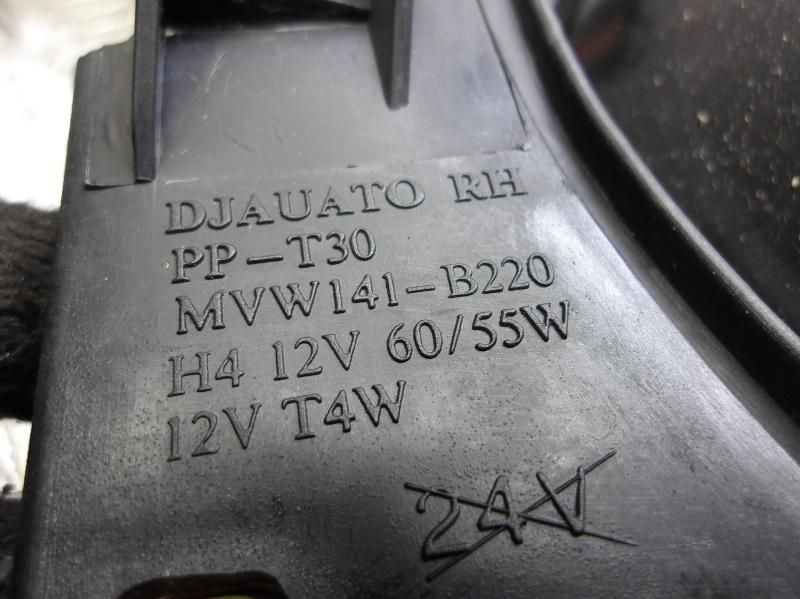 DJAUATO RH
PP-T30
MVW141-B220
H4 12V 60/55W
12V T4W
24V